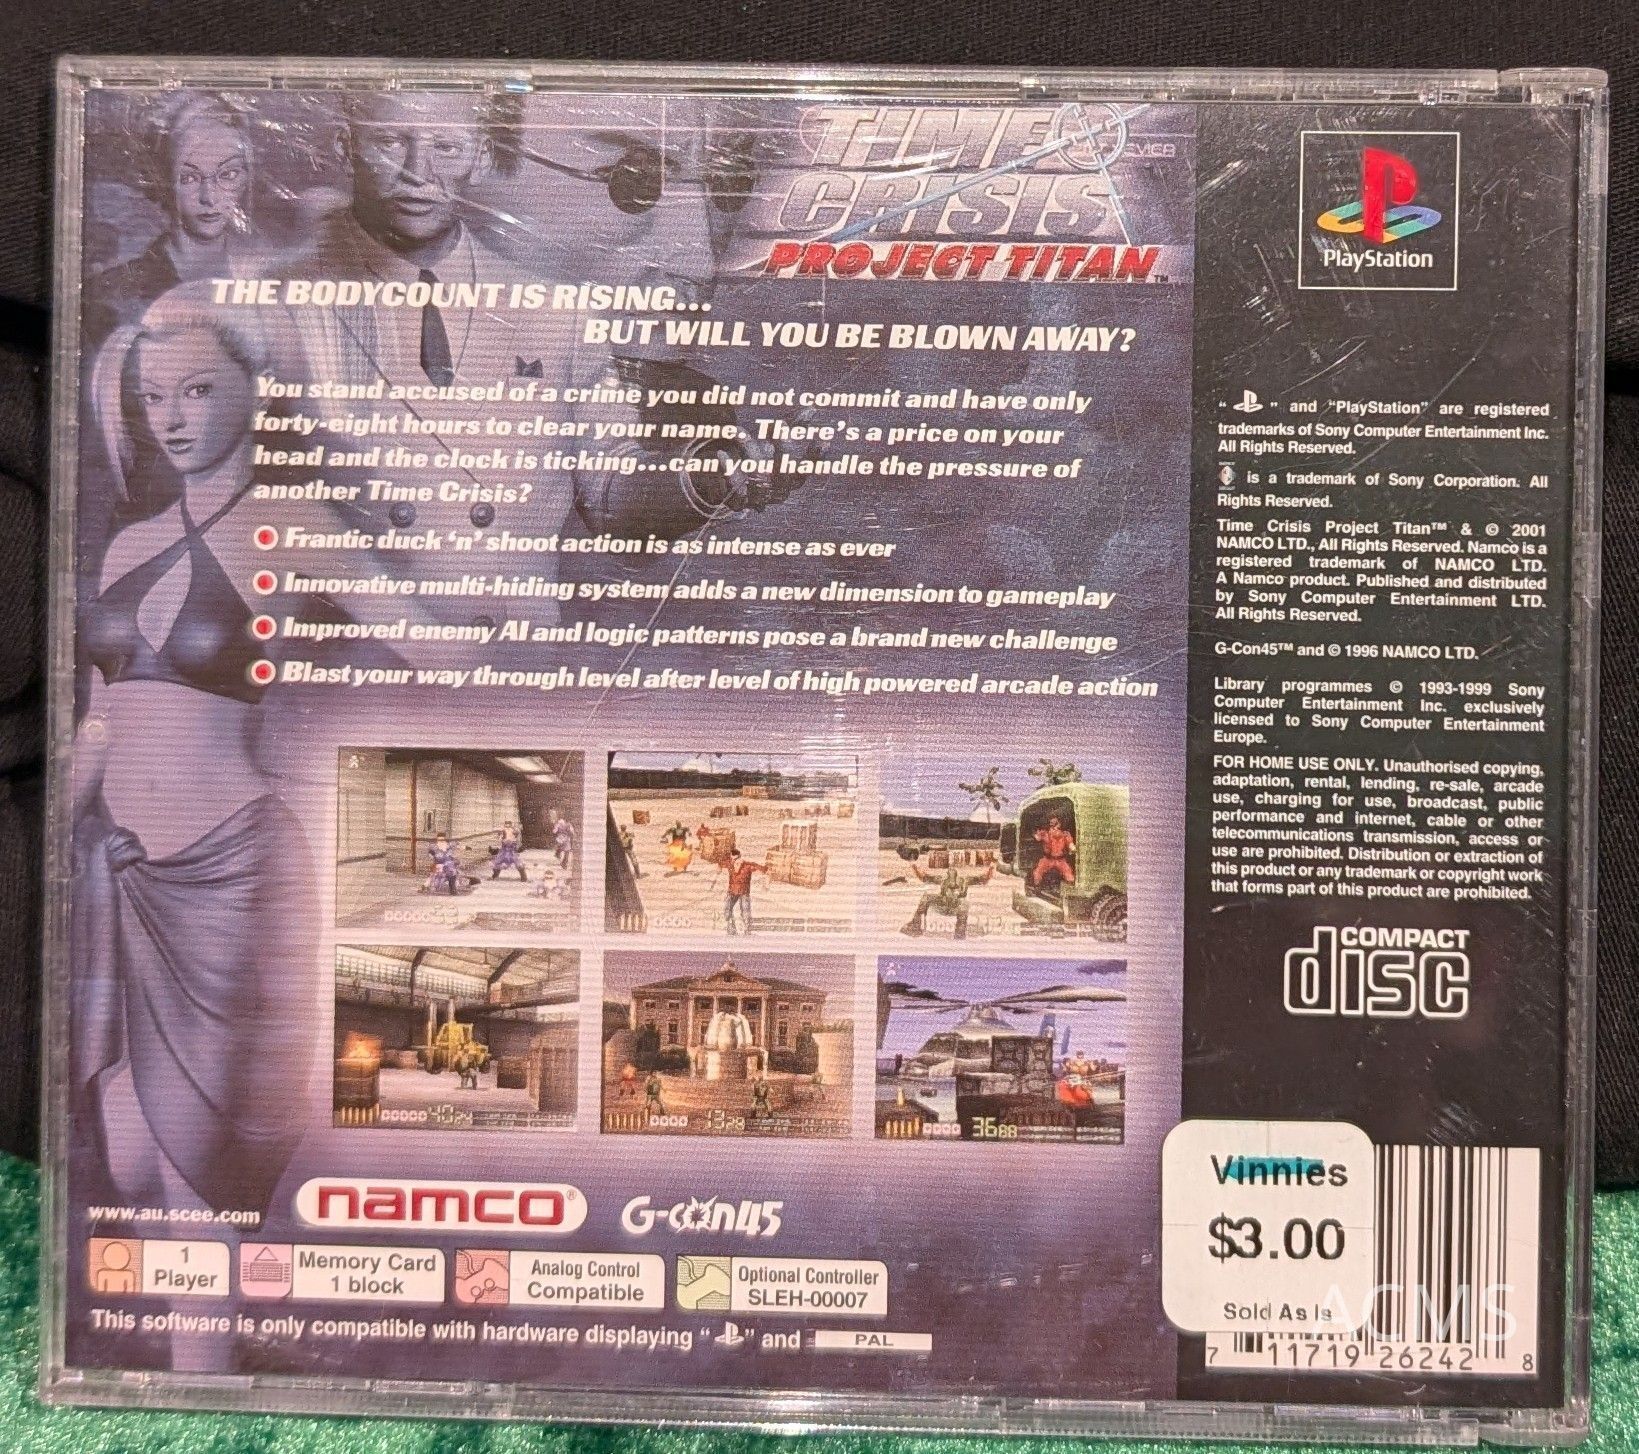 TIME
CRISIS
PROJECT TITAN™
THE BODYCOUNT IS RISING...
BUT WILL YOU BE BLOWN AWAY?
You stand accused of a crime you did not commit and have only
forty-eight hours to clear your name. There's a price on your
head and the clock is ticking...can you handle the pressure of
another Time Crisis?
Frantic duck 'n' shoot action is as intense as ever
Innovative multi-hiding system adds a new dimension to gameplay
Improved enemy AI and logic patterns pose a brand new challenge
Blast your way through level after level of high powered arcade action
www.au.scee.com
namco®
G-con45
1
Player
Memory Card
1 block
Analog Control
Compatible
Optional Controller
SLEH-00007
This software is only compatible with hardware displaying " " and PAL
PlayStation
" " and "PlayStation" are registered
trademarks of Sony Computer Entertainment Inc.
All Rights Reserved.
is a trademark of Sony Corporation. All
Rights Reserved.
Time Crisis Project Titan™ & © 2001
NAMCO LTD., All Rights Reserved. Namco is a
registered trademark of NAMCO LTD.
A Namco product. Published and distributed
by Sony Computer Entertainment LTD.
All Rights Reserved.
G-Con45™ and © 1996 NAMCO LTD.
Library programmes © 1993-1999 Sony
Computer Entertainment Inc. exclusively
licensed to Sony Computer Entertainment
Europe.
FOR HOME USE ONLY. Unauthorised copying,
adaptation, rental, lending, re-sale, arcade
use, charging for use, broadcast, public
performance and internet, cable or other
telecommunications transmission, access or
use are prohibited. Distribution or extraction of
this product or any trademark or copyright work
that forms part of this product are prohibited.
COMPACT
disc
Vinnies
$3.00
Sold As Is
ACMS
7 11719 26242 8